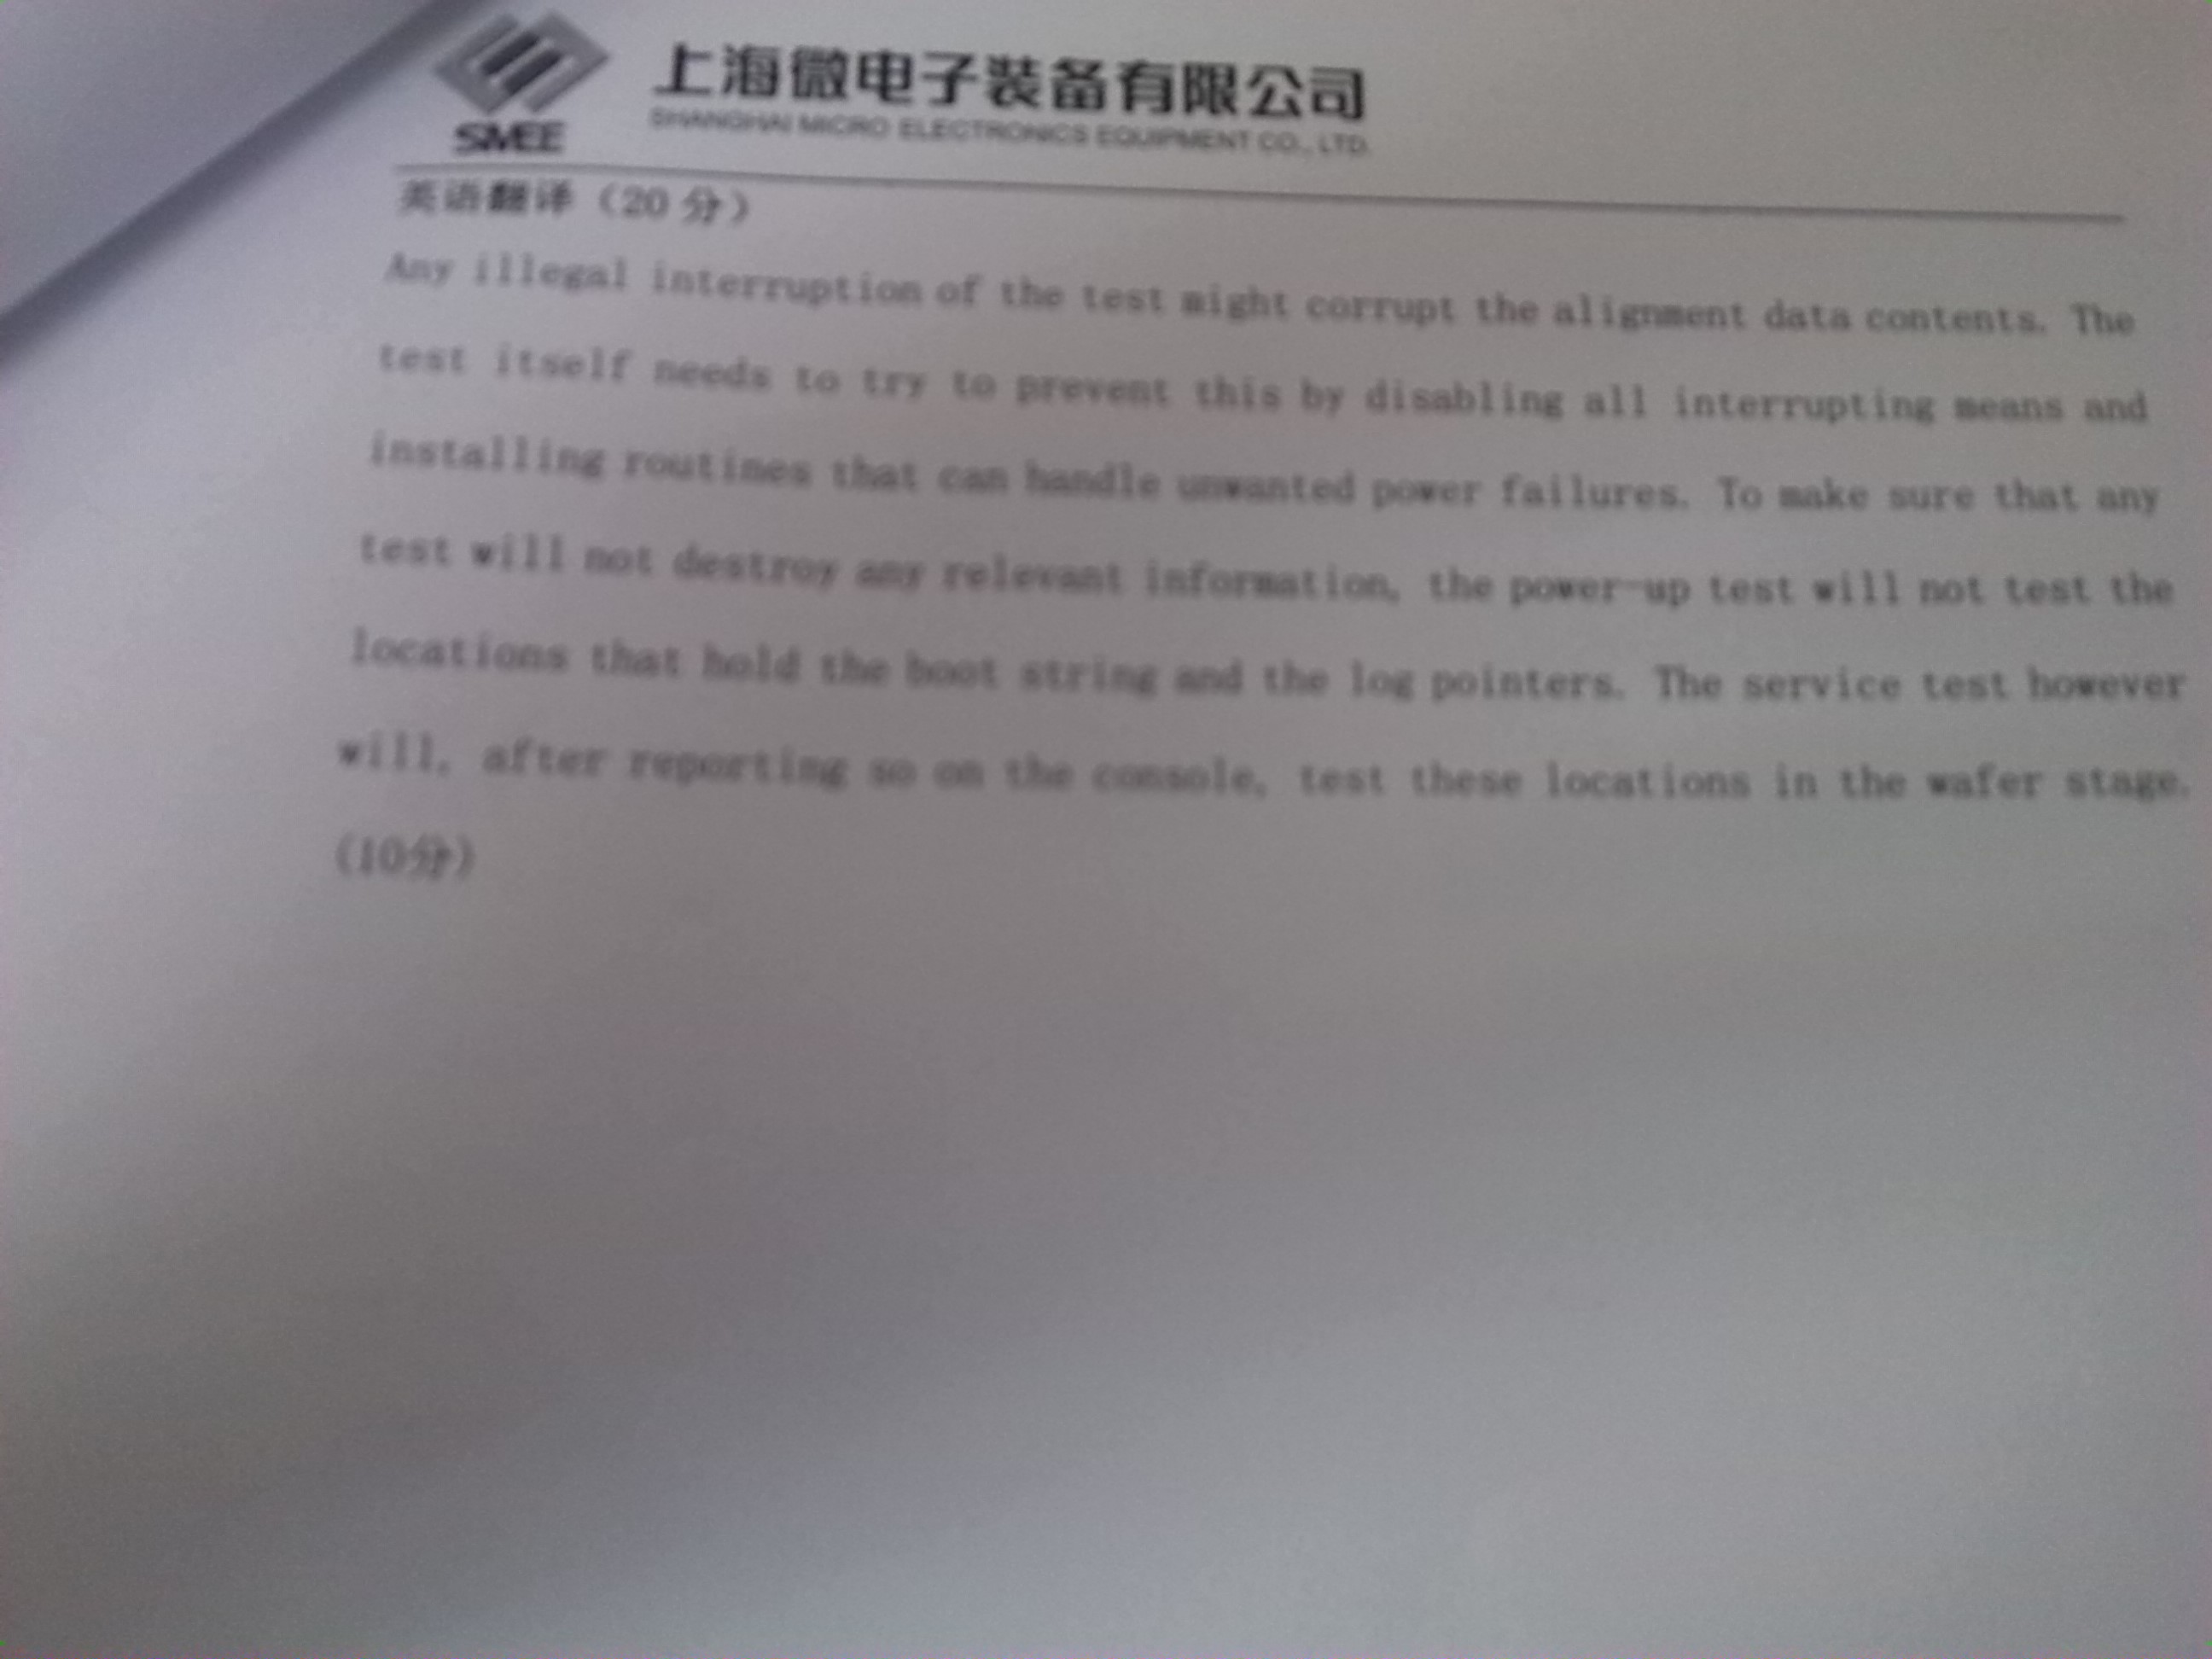 上海微电子装备有限公司
SMEE
SHANGHAI MICRO ELECTRONICS EQUIPMENT CO., LTD.
英语翻译（20 分）
Any illegal interruption of the test might corrupt the alignment data contents. The
test itself needs to try to prevent this by disabling all interrupting means and
installing routines that can handle unwanted power failures. To make sure that any
test will not destroy any relevant information, the power-up test will not test the
locations that hold the boot string and the log pointers. The service test however
will, after reporting so on the console, test these locations in the wafer stage.
(10分)